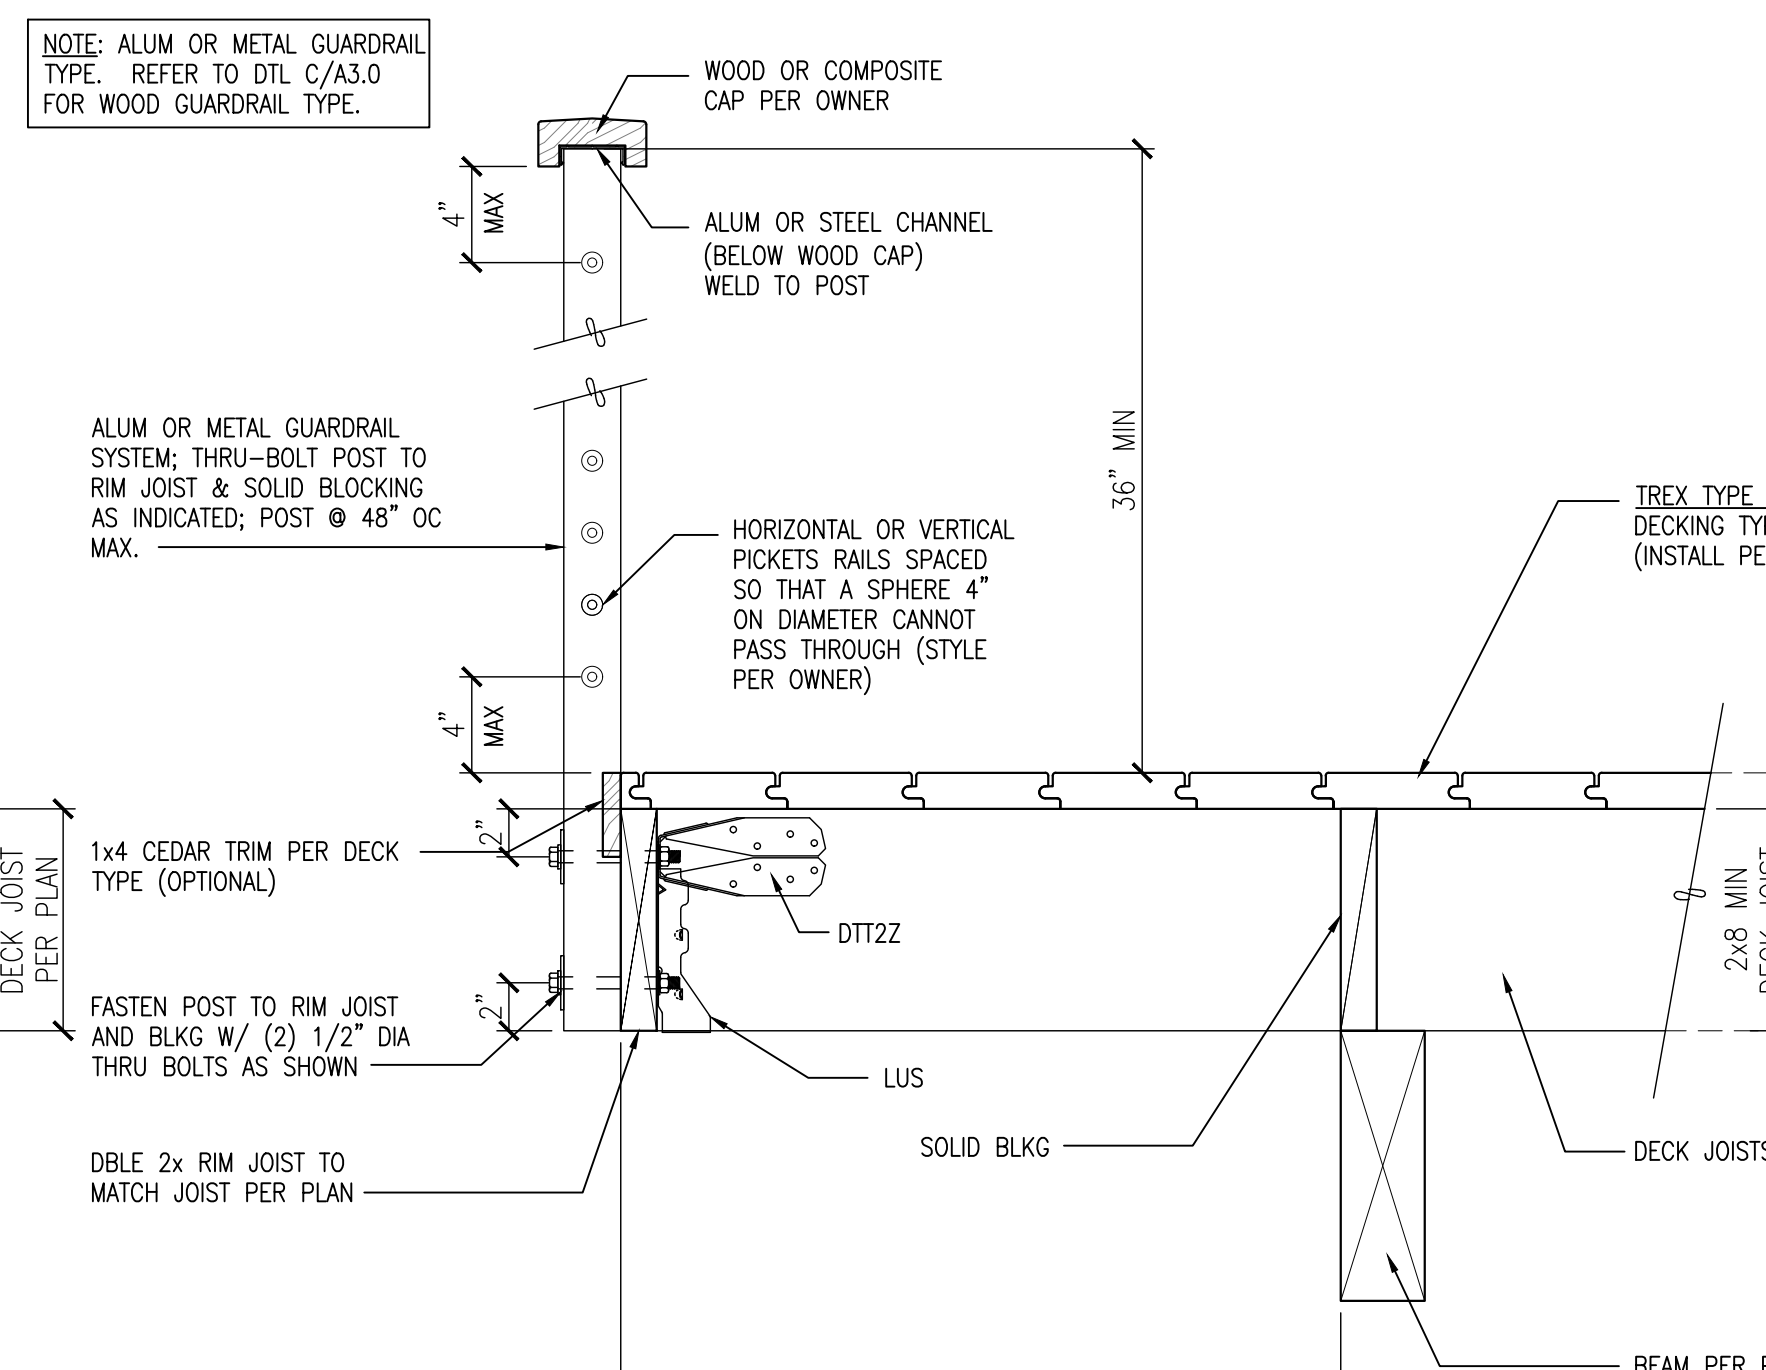 NOTE: ALUM OR METAL GUARDRAIL
TYPE. REFER TO DTL C/A3.0
FOR WOOD GUARDRAIL TYPE.
WOOD OR COMPOSITE
CAP PER OWNER
4" MAX
ALUM OR STEEL CHANNEL
(BELOW WOOD CAP)
WELD TO POST
ALUM OR METAL GUARDRAIL
SYSTEM; THRU-BOLT POST TO
RIM JOIST & SOLID BLOCKING
AS INDICATED; POST @ 48" OC
MAX.
36" MIN
HORIZONTAL OR VERTICAL
PICKETS RAILS SPACED
SO THAT A SPHERE 4"
ON DIAMETER CANNOT
PASS THROUGH (STYLE
PER OWNER)
TREX TYPE
DECKING
(INSTALL
4" MAX
2"
1x4 CEDAR TRIM PER DECK
TYPE (OPTIONAL)
DECK JOIST
PER PLAN
DTT2Z
2x8 MIN
DECK JOIST
2"
FASTEN POST TO RIM JOIST
AND BLKG W/ (2) 1/2" DIA
THRU BOLTS AS SHOWN
LUS
SOLID BLKG
DECK JOISTS
DBLE 2x RIM JOIST TO
MATCH JOIST PER PLAN
BEAM PER